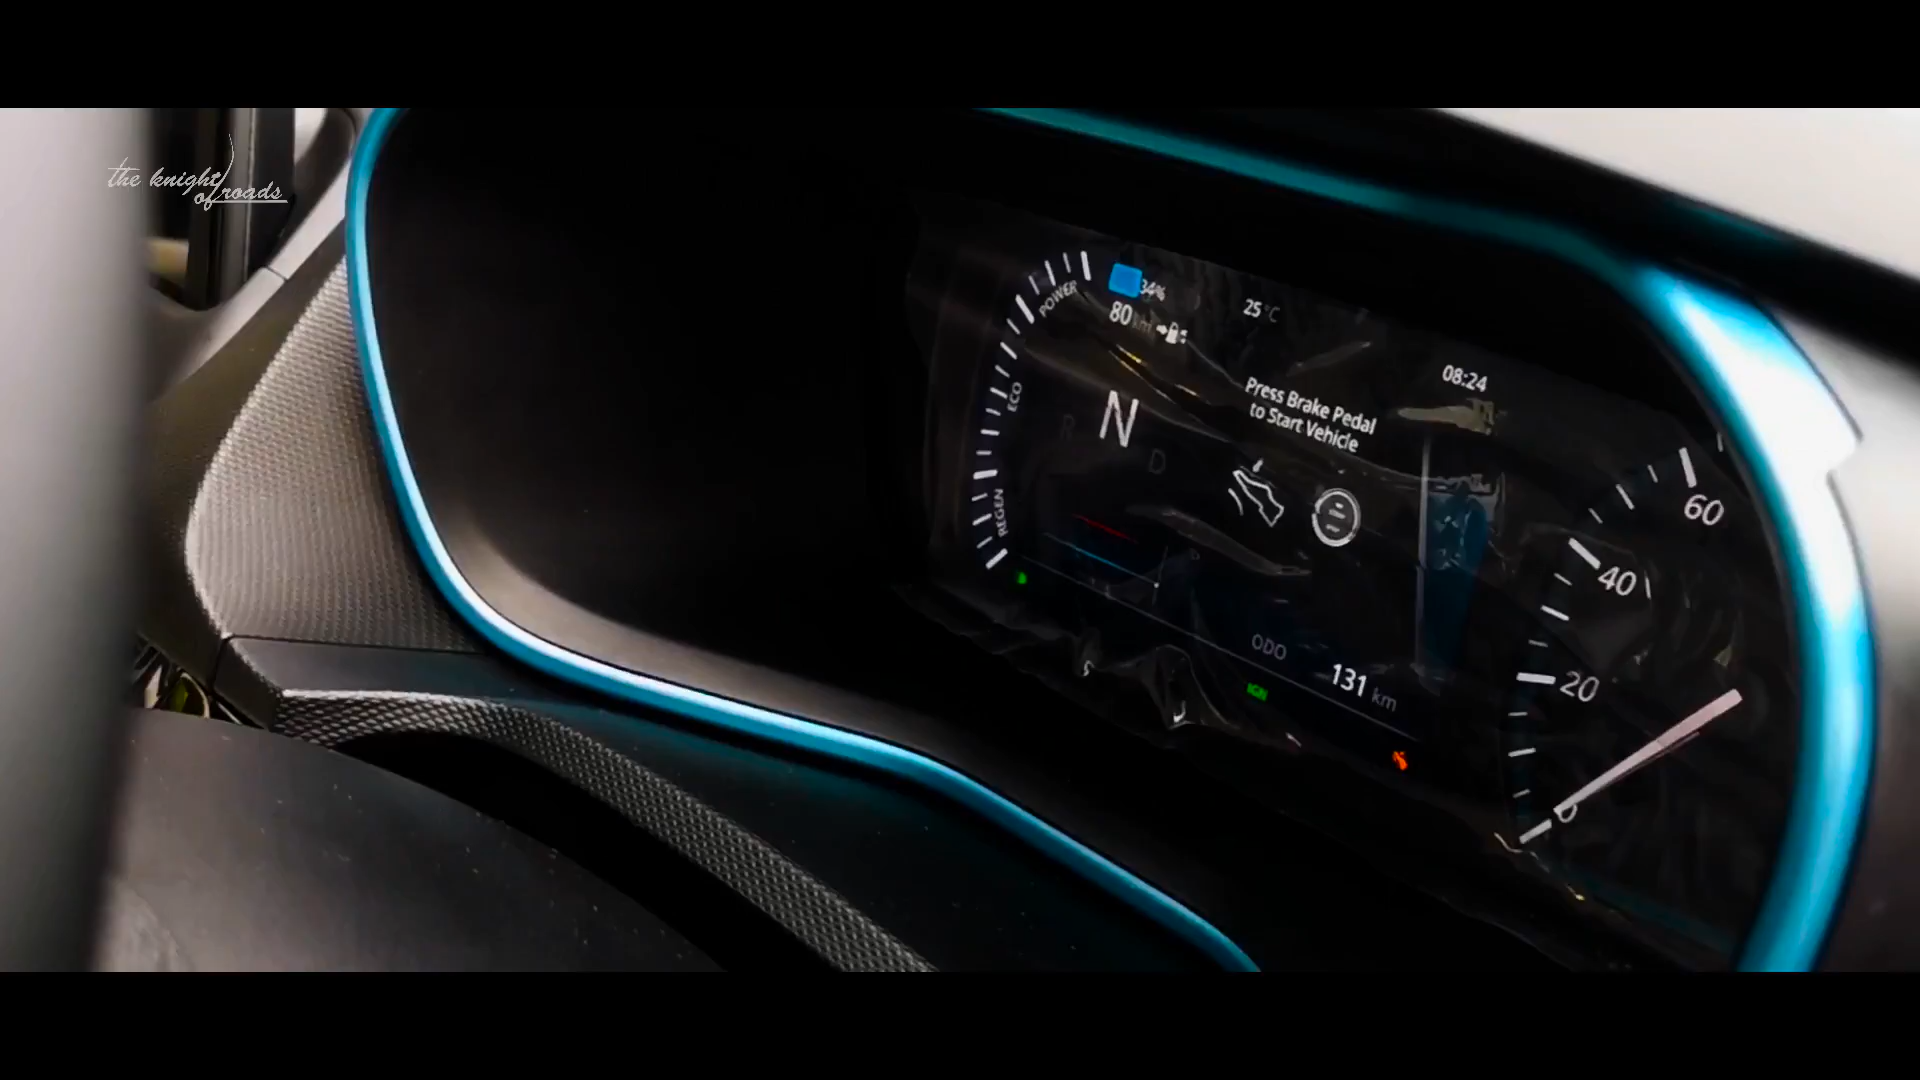 the knight
of roads
34%
80 km
25 °C
08:24
POWER
ECO
REGEN
R
N
D
Press Brake Pedal
to Start Vehicle
ODO
131 km
IGN
60
40
20
0